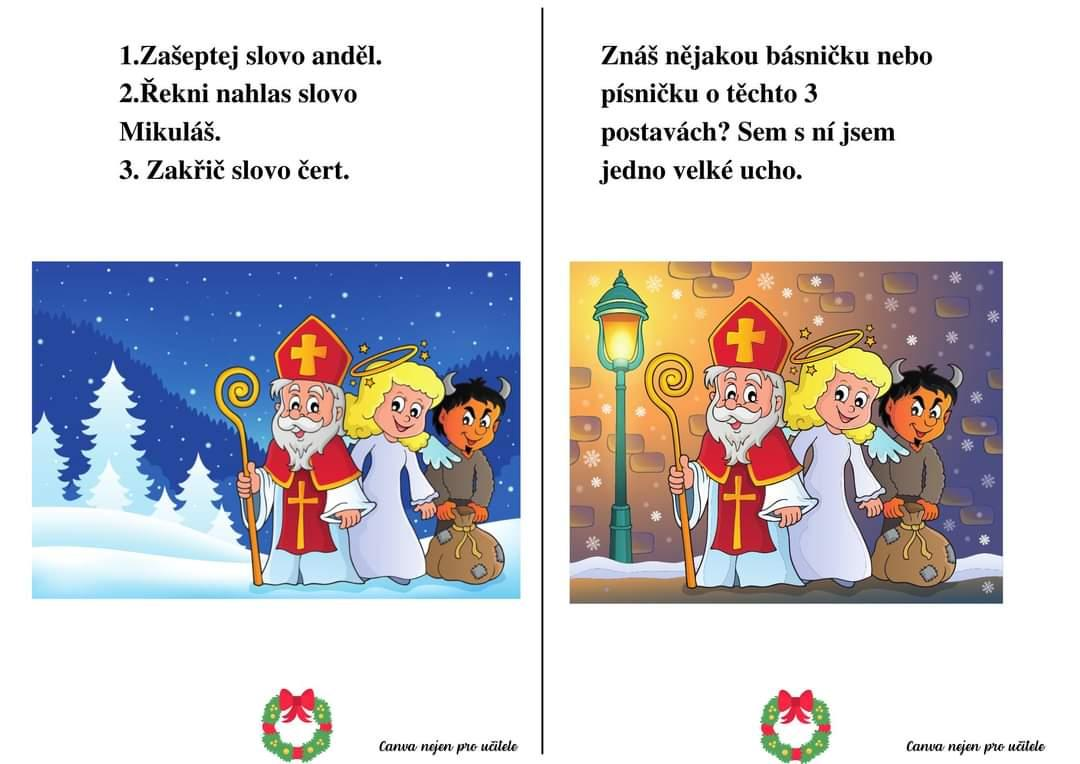 1.Zašeptej slovo anděl.
2.Řekni nahlas slovo
Mikuláš.
3. Zakřič slovo čert.
Canva nejen pro učitele
Znáš nějakou básničku nebo
písničku o těchto 3
postavách? Sem s ní jsem
jedno velké ucho.
Canva nejen pro učitele